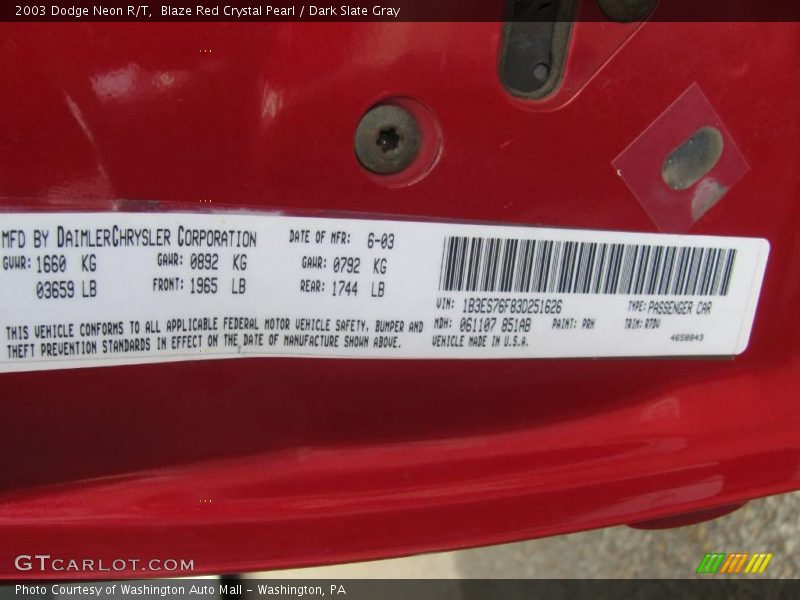 2003 Dodge Neon R/T,  Blaze Red Crystal Pearl / Dark Slate Gray
MFD BY DAIMLERCHRYSLER CORPORATION DATE OF MFR: 6-03
GVWR: 1660 KG GAWR: 0892 KG GAWR: 0792 KG
03659 LB FRONT: 1965 LB REAR: 1744 LB
THIS VEHICLE CONFORMS TO ALL APPLICABLE FEDERAL MOTOR VEHICLE SAFETY, BUMPER AND
THEFT PREVENTION STANDARDS IN EFFECT ON THE DATE OF MANUFACTURE SHOWN ABOVE.
VIN: 1B3ES76F83D251626 TYPE: PASSENGER CAR
MDH: 061107 851AB PAINT: PRH TRIM: R7DV
VEHICLE MADE IN U.S.A. 4658843
GTCARLOT.COM
Photo Courtesy of Washington Auto Mall - Washington, PA